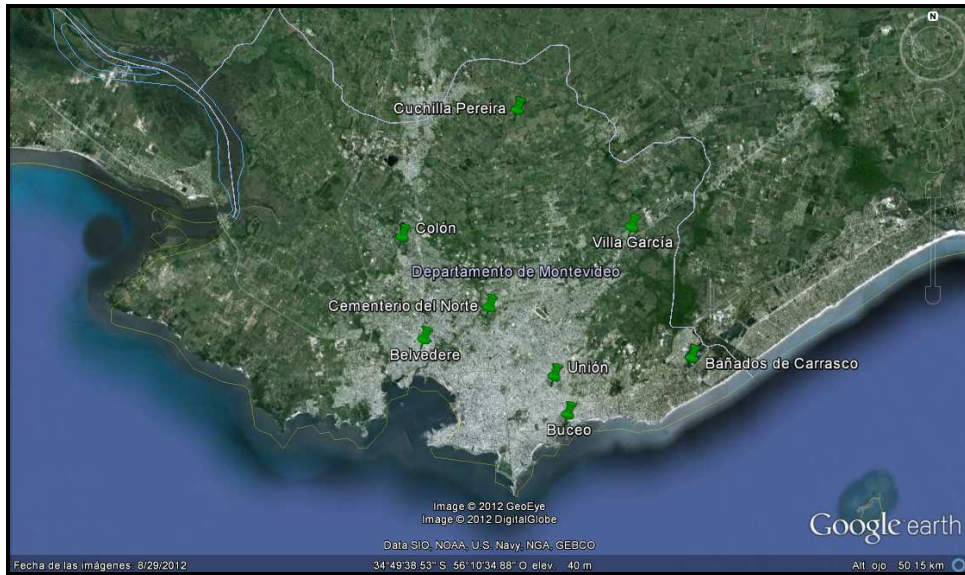 N
Cuchilla Pereira
Colón
Villa García
Departamento de Montevideo
Cementerio del Norte
Belvedere
Bañados de Carrasco
Unión
Buceo
Image © 2012 GeoEye
Image © 2012 DigitalGlobe
Data SIO, NOAA, U.S. Navy, NGA, GEBCO
Google earth
Fecha de las imágenes: 8/29/2012 34°49'38.53" S 56°10'34.88" O elev. 40 m Alt. ojo 50.15 km